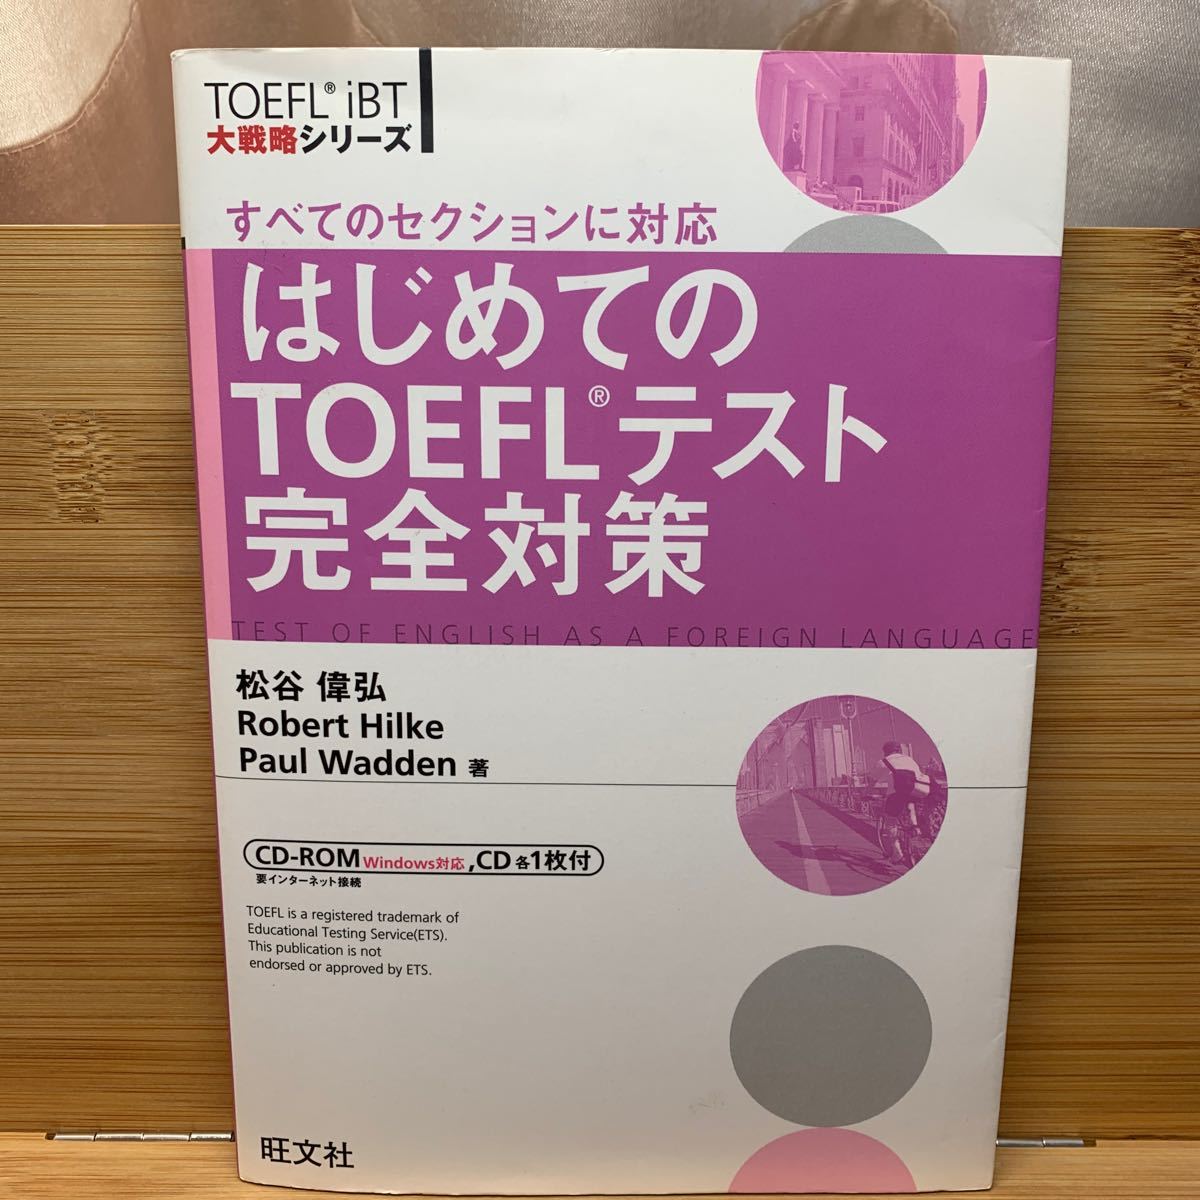 TOEFL® iBT
大戦略シリーズ
すべてのセクションに対応
はじめての
TOEFL®テスト
完全対策
TEST OF ENGLISH AS A FOREIGN LANGUAGE
松谷 偉弘
Robert Hilke
Paul Wadden 著
CD-ROM Windows対応, CD 各1枚付
要インターネット接続
TOEFL is a registered trademark of
Educational Testing Service(ETS).
This publication is not
endorsed or approved by ETS.
旺文社